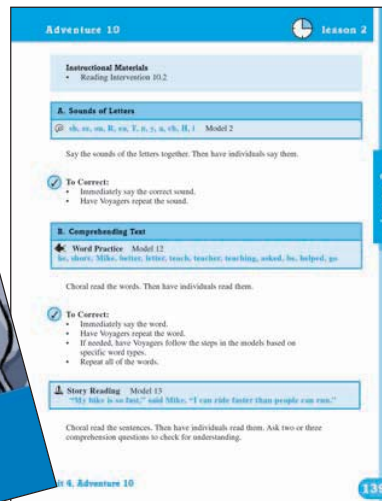 Adventure 10
lesson 2
Instructional Materials
• Reading Intervention 10.2
A. Sounds of Letters
sh, er, ou, R, ea, T, n, y, u, ch, H, i Model 2
Say the sounds of the letters together. Then have individuals say them.
To Correct:
• Immediately say the correct sound.
• Have Voyagers repeat the sound.
B. Comprehending Text
Word Practice Model 12
he, shore, Mike, better, letter, teach, teacher, teaching, asked, be, helped, go
Choral read the words. Then have individuals read them.
To Correct:
• Immediately say the word.
• Have Voyagers repeat the word.
• If needed, have Voyagers follow the steps in the models based on
specific word types.
• Repeat all of the words.
Story Reading Model 13
"My bike is so fast," said Mike. "I can ride faster than people can run."
Choral read the sentences. Then have individuals read them. Ask two or three
comprehension questions to check for understanding.
it 4, Adventure 10
139